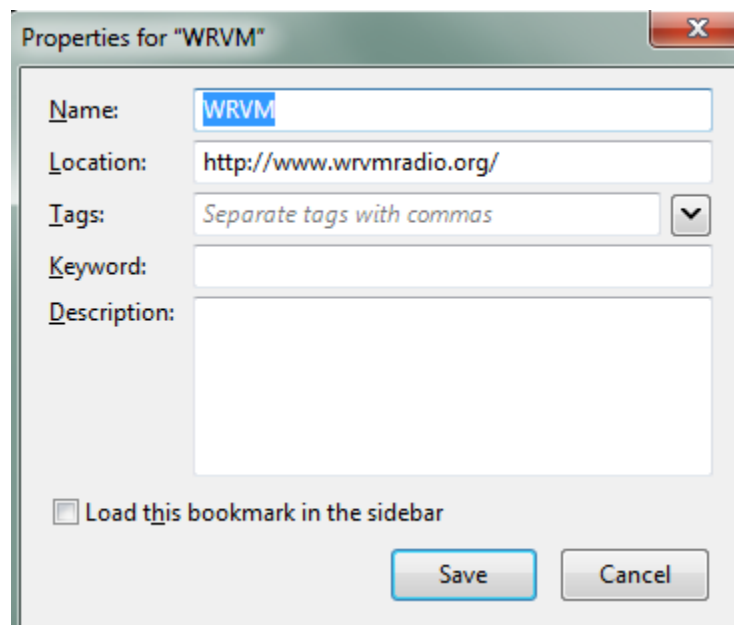 Properties for "WRVM"
Name: WRVM
Location: http://www.wrvmradio.org/
Tags: Separate tags with commas
Keyword:
Description:
Load this bookmark in the sidebar
Save Cancel